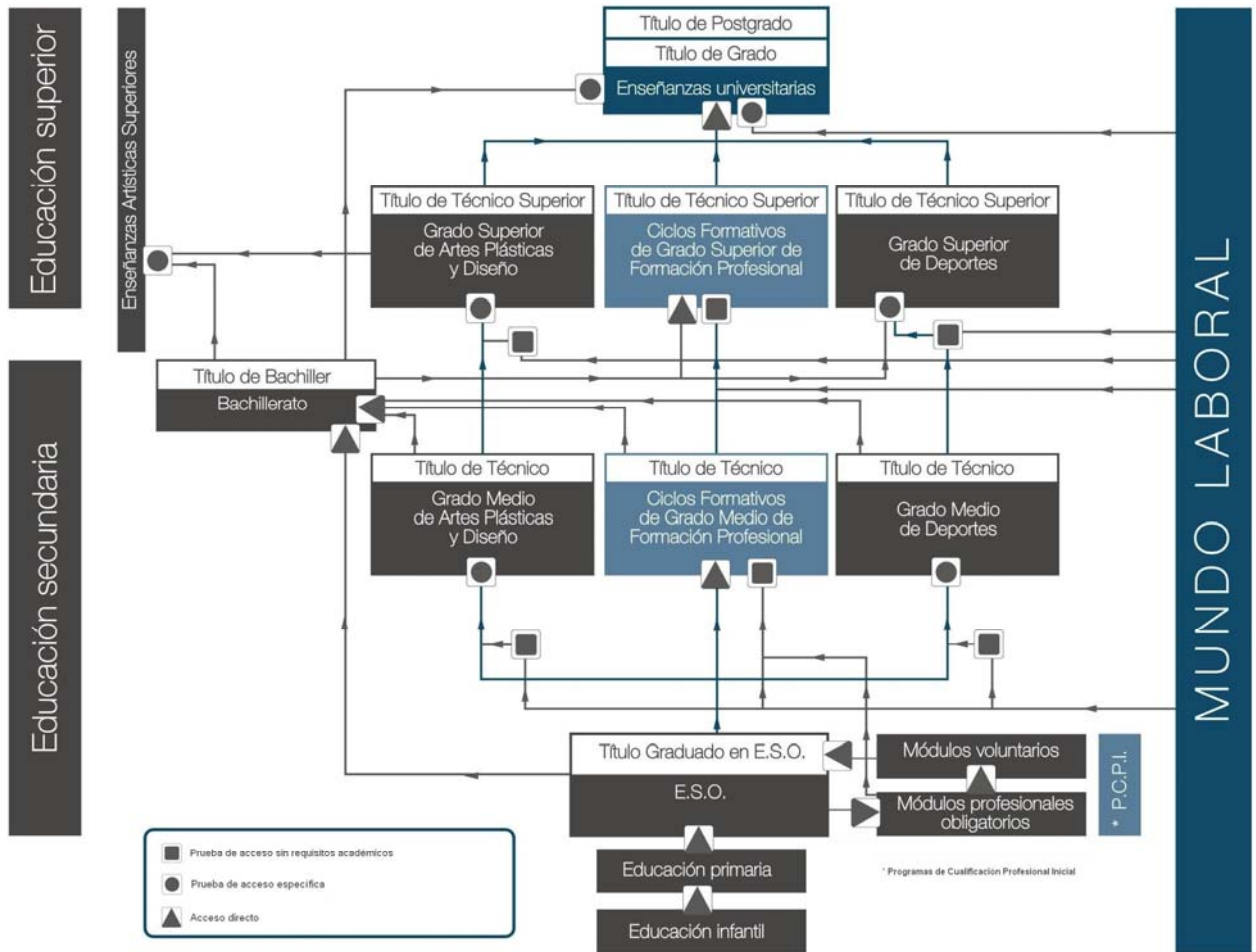 Educación superior
Enseñanzas Artísticas Superiores
Título de Postgrado
Título de Grado
Enseñanzas universitarias
Título de Técnico Superior
Grado Superior
de Artes Plásticas
y Diseño
Título de Técnico Superior
Ciclos Formativos
de Grado Superior de
Formación Profesional
Título de Técnico Superior
Grado Superior
de Deportes
MUNDO LABORAL
Educación secundaria
Título de Bachiller
Bachillerato
Título de Técnico
Grado Medio
de Artes Plásticas
y Diseño
Título de Técnico
Ciclos Formativos
de Grado Medio de
Formación Profesional
Título de Técnico
Grado Medio
de Deportes
Título Graduado en E.S.O.
E.S.O.
Módulos voluntarios
Módulos profesionales
obligatorios
* P.C.P.I.
Educación primaria
Educación infantil
* Programas de Cualificacion Profesional Inicial
Prueba de acceso sin requisitos académicos
Prueba de acceso específica
Acceso directo